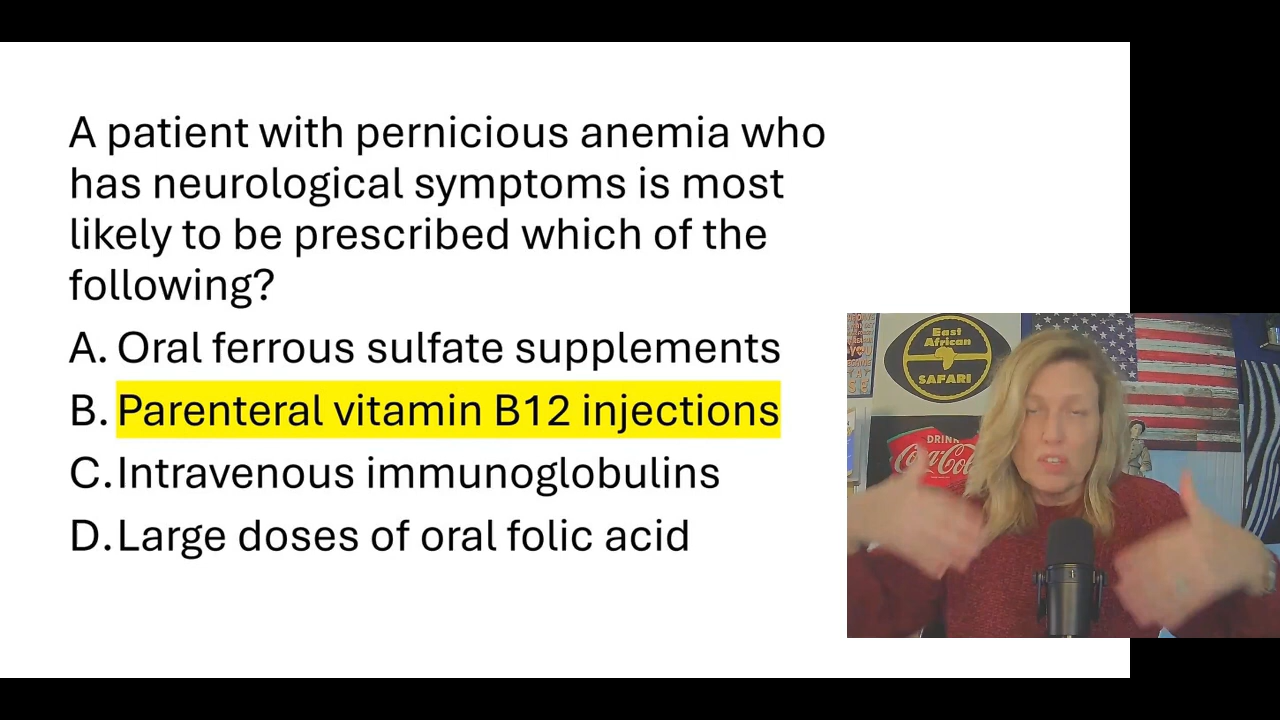 A patient with pernicious anemia who
has neurological symptoms is most
likely to be prescribed which of the
following?
A. Oral ferrous sulfate supplements
B. Parenteral vitamin B12 injections
C. Intravenous immunoglobulins
D. Large doses of oral folic acid
East
African
SAFARI
DRINK
Coca-Col